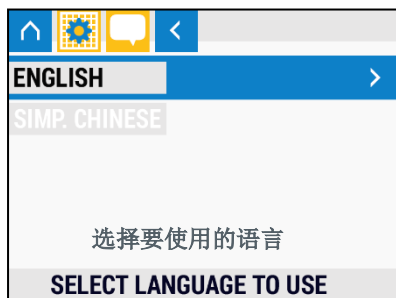 ENGLISH
SIMP. CHINESE
选择要使用的语言
SELECT LANGUAGE TO USE